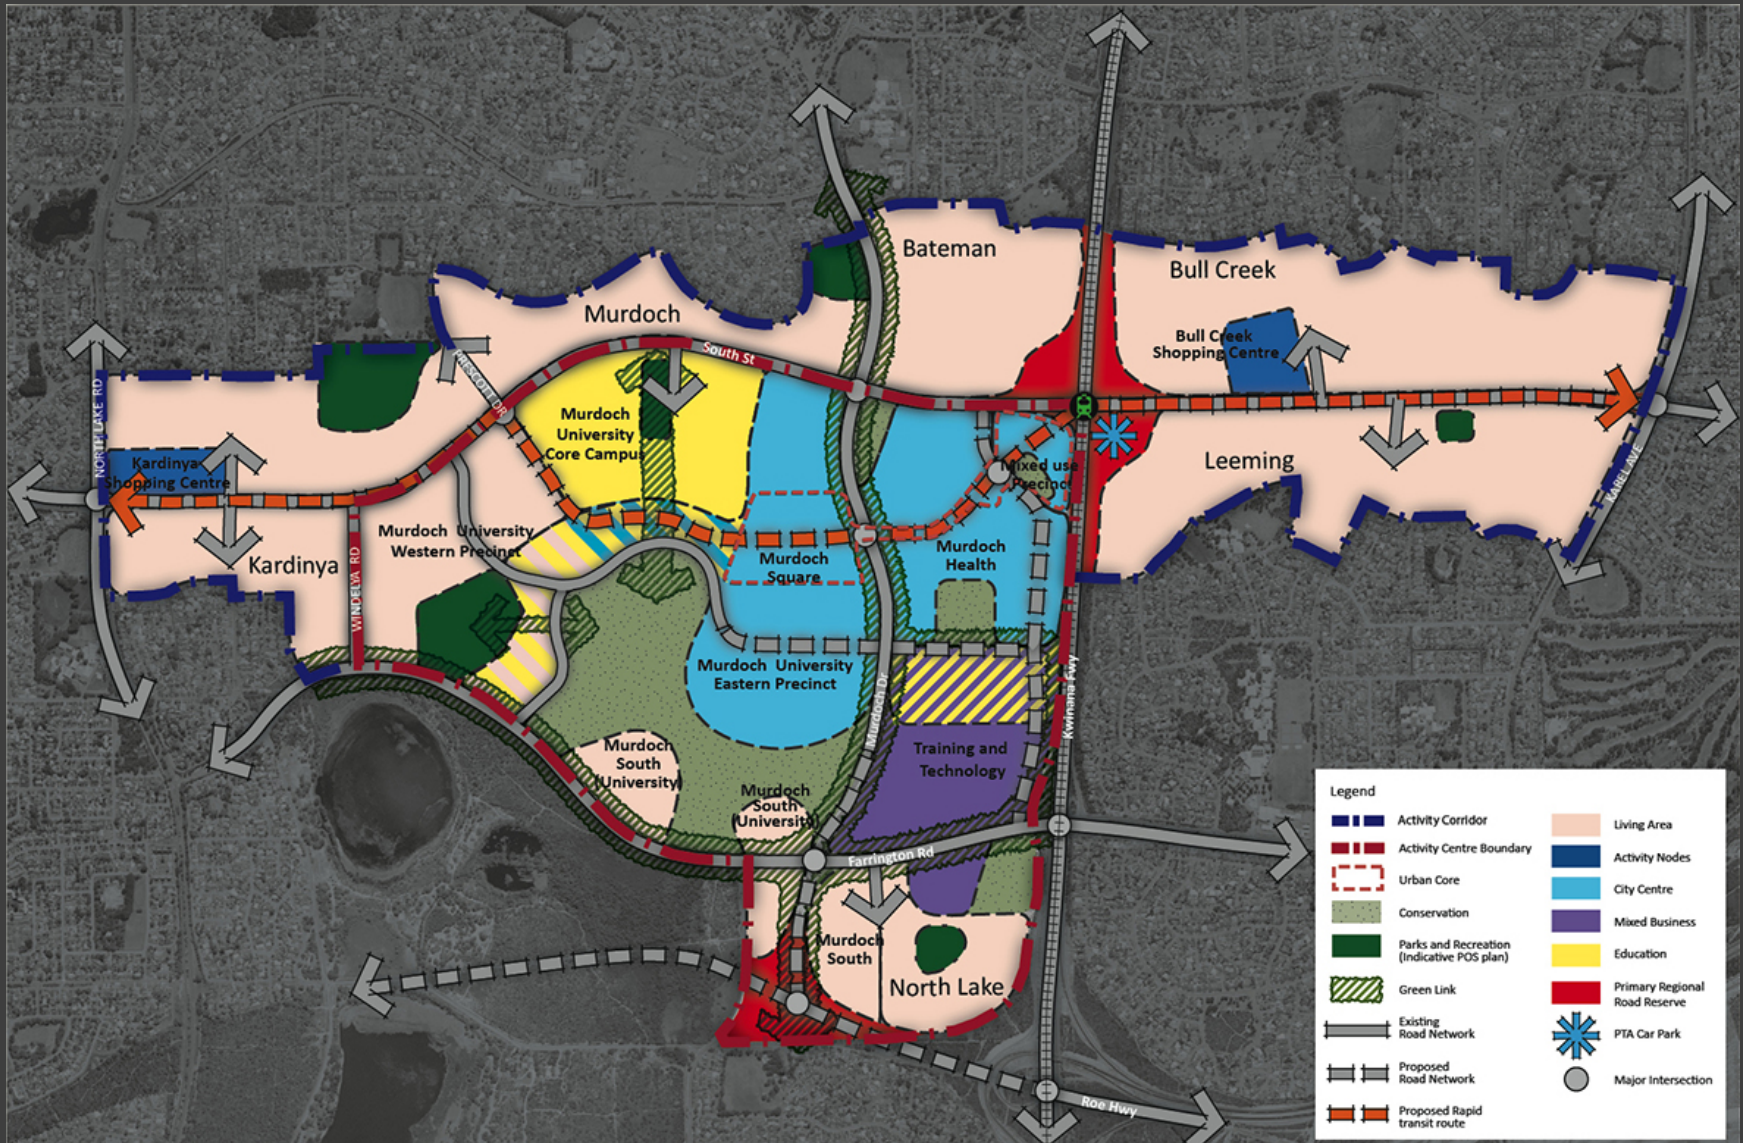 Bateman
Bull Creek
Murdoch
Bull Creek
Shopping Centre
South St
PRESCOTT DR
NORTH LAKE RD
Murdoch
University
Core Campus
Leeming
Mixed use
Precinct
KAREL AVE
Kardinya
Shopping Centre
Murdoch University
Western Precinct
Kardinya
WINDELYA RD
Murdoch
Square
Murdoch
Health
Murdoch University
Eastern Precinct
Murdoch Dr
Kwinana Fwy
Training and
Technology
Murdoch
South
(University)
Murdoch
South
(University)
Farrington Rd
Murdoch
South
North Lake
Roe Hwy
Legend
Activity Corridor
Activity Centre Boundary
Urban Core
Conservation
Parks and Recreation
(Indicative POS plan)
Green Link
Existing
Road Network
Proposed
Road Network
Proposed Rapid
transit route
Living Area
Activity Nodes
City Centre
Mixed Business
Education
Primary Regional
Road Reserve
PTA Car Park
Major Intersection